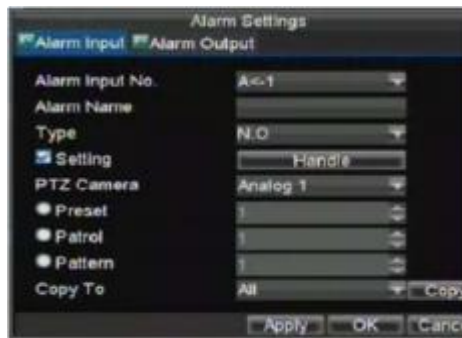 Alarm Settings
Alarm Input Alarm Output
Alarm Input No. A<-1
Alarm Name
Type N.O
Setting Handle
PTZ Camera Analog 1
Preset 1
Patrol 1
Pattern 1
Copy To All Copy
Apply OK Cance